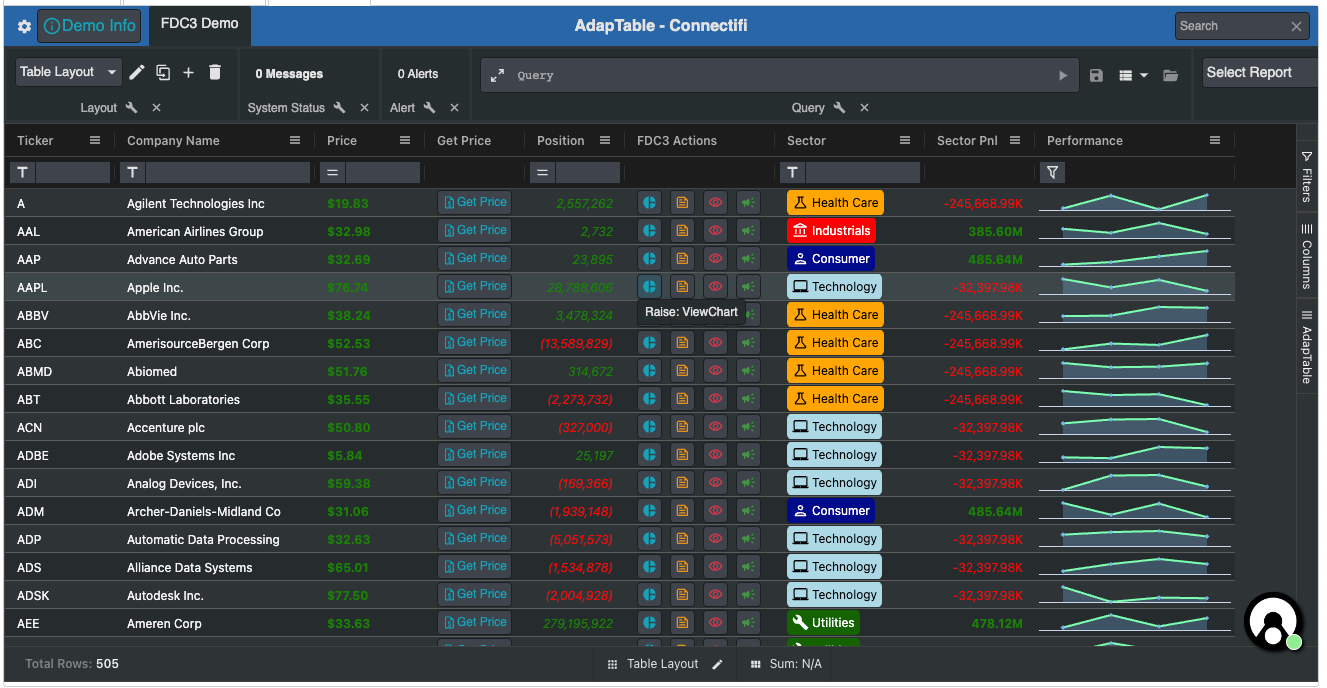 Demo Info FDC3 Demo AdapTable - Connectifi Search
Table Layout 0 Messages 0 Alerts Query Select Report
Layout System Status Alert Query
Ticker Company Name Price Get Price Position FDC3 Actions Sector Sector Pnl Performance
A Agilent Technologies Inc $19.83 Get Price 2,557,262 Health Care -245,668.99K
AAL American Airlines Group $32.98 Get Price 2,732 Industrials 385.60M
AAP Advance Auto Parts $32.69 Get Price 23,895 Consumer 485.64M
AAPL Apple Inc. $76.74 Get Price 28,788,606 Technology -32,397.98K
Raise: ViewChart
ABBV AbbVie Inc. $38.24 Get Price 3,478,324 Health Care -245,668.99K
ABC AmerisourceBergen Corp $52.53 Get Price (13,589,829) Health Care -245,668.99K
ABMD Abiomed $51.76 Get Price 314,672 Health Care -245,668.99K
ABT Abbott Laboratories $35.55 Get Price (2,273,732) Health Care -245,668.99K
ACN Accenture plc $50.80 Get Price (327,000) Technology -32,397.98K
ADBE Adobe Systems Inc $5.84 Get Price 25,197 Technology -32,397.98K
ADI Analog Devices, Inc. $59.38 Get Price (169,366) Technology -32,397.98K
ADM Archer-Daniels-Midland Co $31.06 Get Price (1,939,148) Consumer 485.64M
ADP Automatic Data Processing $32.63 Get Price (5,051,573) Technology -32,397.98K
ADS Alliance Data Systems $65.01 Get Price (1,534,878) Technology -32,397.98K
ADSK Autodesk Inc. $77.50 Get Price (2,004,928) Technology -32,397.98K
AEE Ameren Corp $33.63 Get Price 279,195,922 Utilities 478.12M
Filters
Columns
AdapTable
Total Rows: 505 Table Layout Sum: N/A